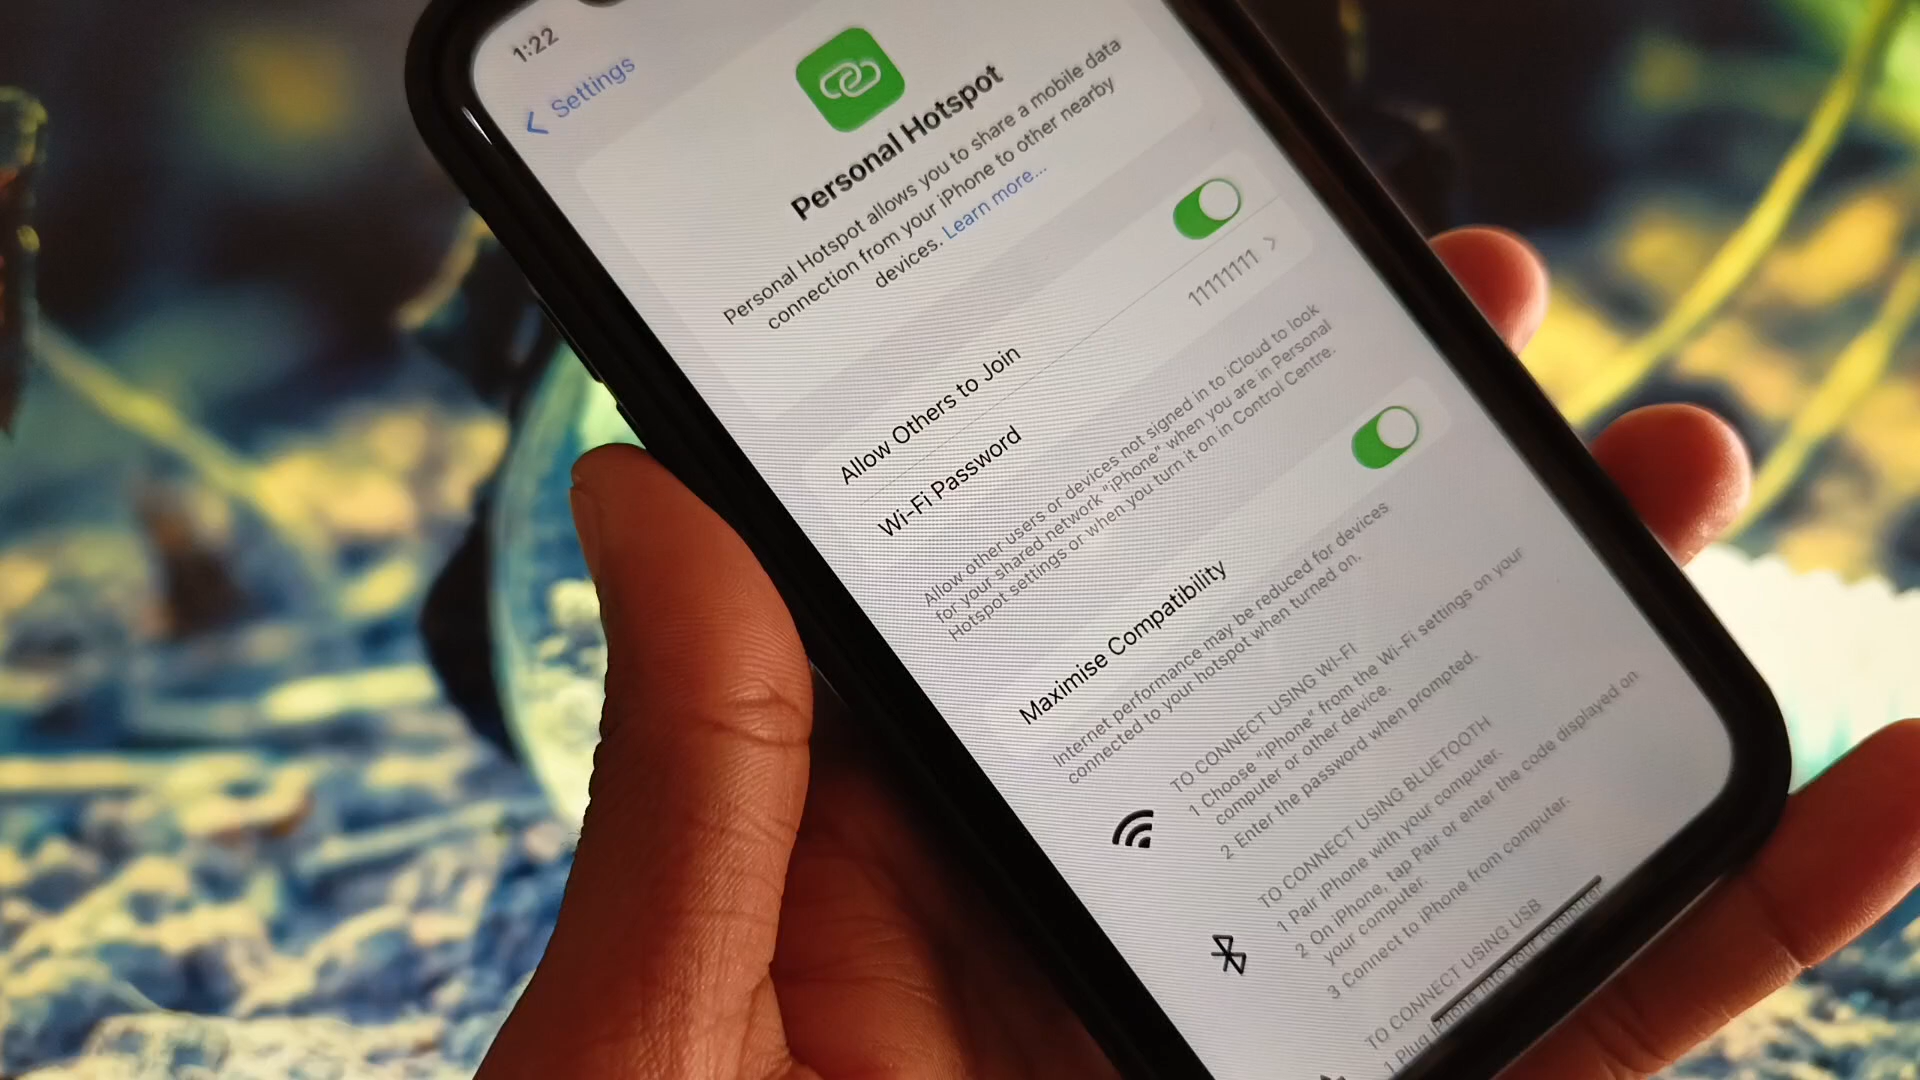 1:22
Settings
Personal Hotspot
Personal Hotspot allows you to share a mobile data
connection from your iPhone to other nearby
devices. Learn more...
Allow Others to Join
Wi-Fi Password 11111111
Allow other users or devices not signed in to iCloud to look
for your shared network "iPhone" when you are in Personal
Hotspot settings or when you turn it on in Control Centre.
Maximise Compatibility
Internet performance may be reduced for devices
connected to your hotspot when turned on.
TO CONNECT USING WI-FI
1 Choose "iPhone" from the Wi-Fi settings on your
computer or other device.
2 Enter the password when prompted.
TO CONNECT USING BLUETOOTH
1 Pair iPhone with your computer.
2 On iPhone, tap Pair or enter the code displayed on
your computer.
3 Connect to iPhone from computer.
TO CONNECT USING USB
1 Plug iPhone into your computer